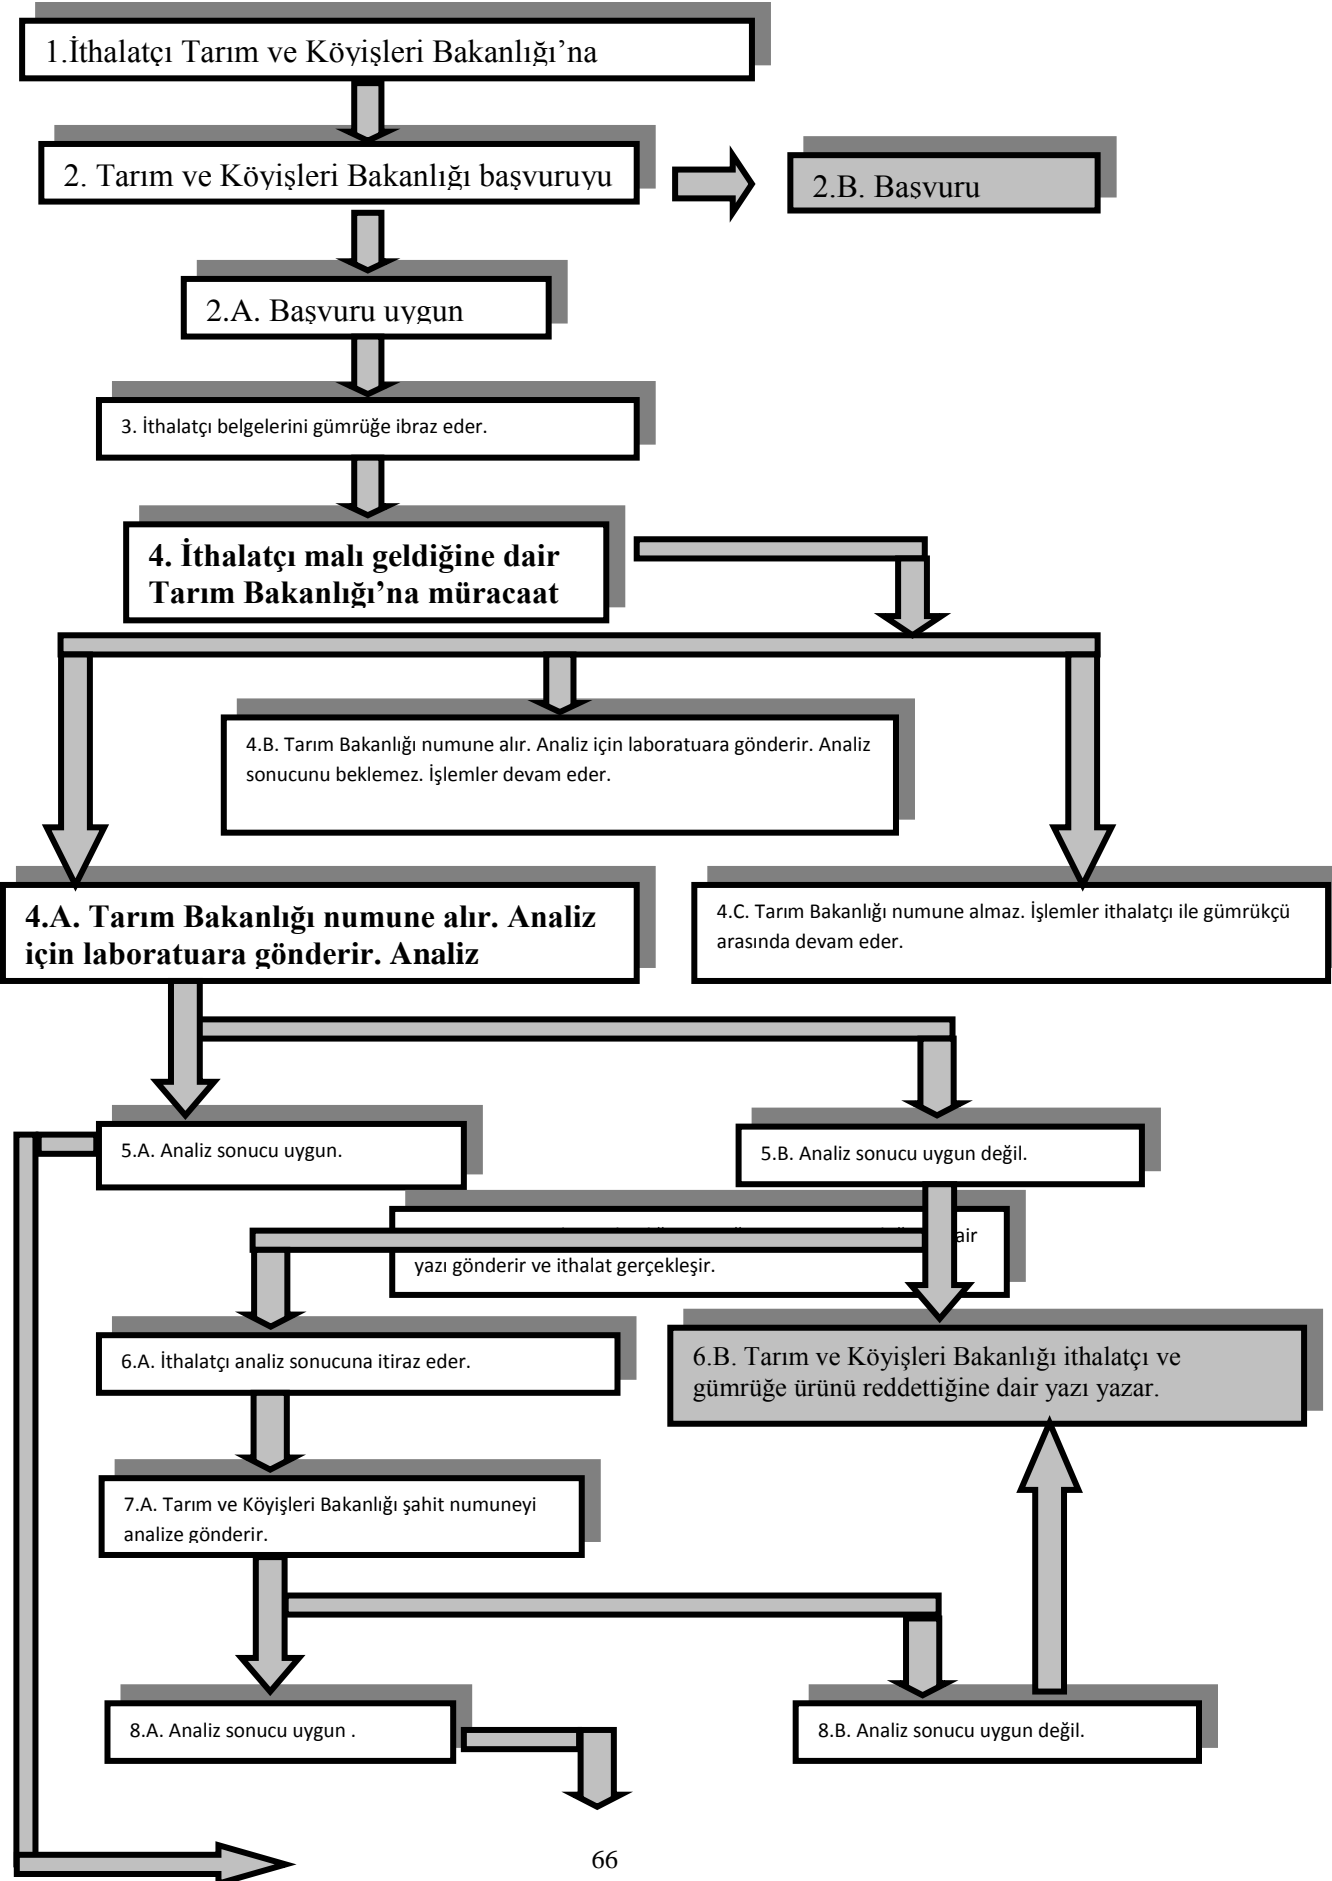 1.İthalatçı Tarım ve Köyişleri Bakanlığı’na
2. Tarım ve Köyişleri Bakanlığı başvuruyu
2.B. Başvuru
2.A. Başvuru uygun
3. İthalatçı belgelerini gümrüğe ibraz eder.
4. İthalatçı malı geldiğine dair
Tarım Bakanlığı’na müracaat
4.B. Tarım Bakanlığı numune alır. Analiz için laboratuara gönderir. Analiz
sonucunu beklemez. İşlemler devam eder.
4.A. Tarım Bakanlığı numune alır. Analiz
için laboratuara gönderir. Analiz
4.C. Tarım Bakanlığı numune almaz. İşlemler ithalatçı ile gümrükçü
arasında devam eder.
5.A. Analiz sonucu uygun.
5.B. Analiz sonucu uygun değil.
yazı gönderir ve ithalat gerçekleşir.
6.A. İthalatçı analiz sonucuna itiraz eder.
6.B. Tarım ve Köyişleri Bakanlığı ithalatçı ve
gümrüğe ürünü reddettiğine dair yazı yazar.
7.A. Tarım ve Köyişleri Bakanlığı şahit numuneyi
analize gönderir.
8.A. Analiz sonucu uygun .
8.B. Analiz sonucu uygun değil.
66